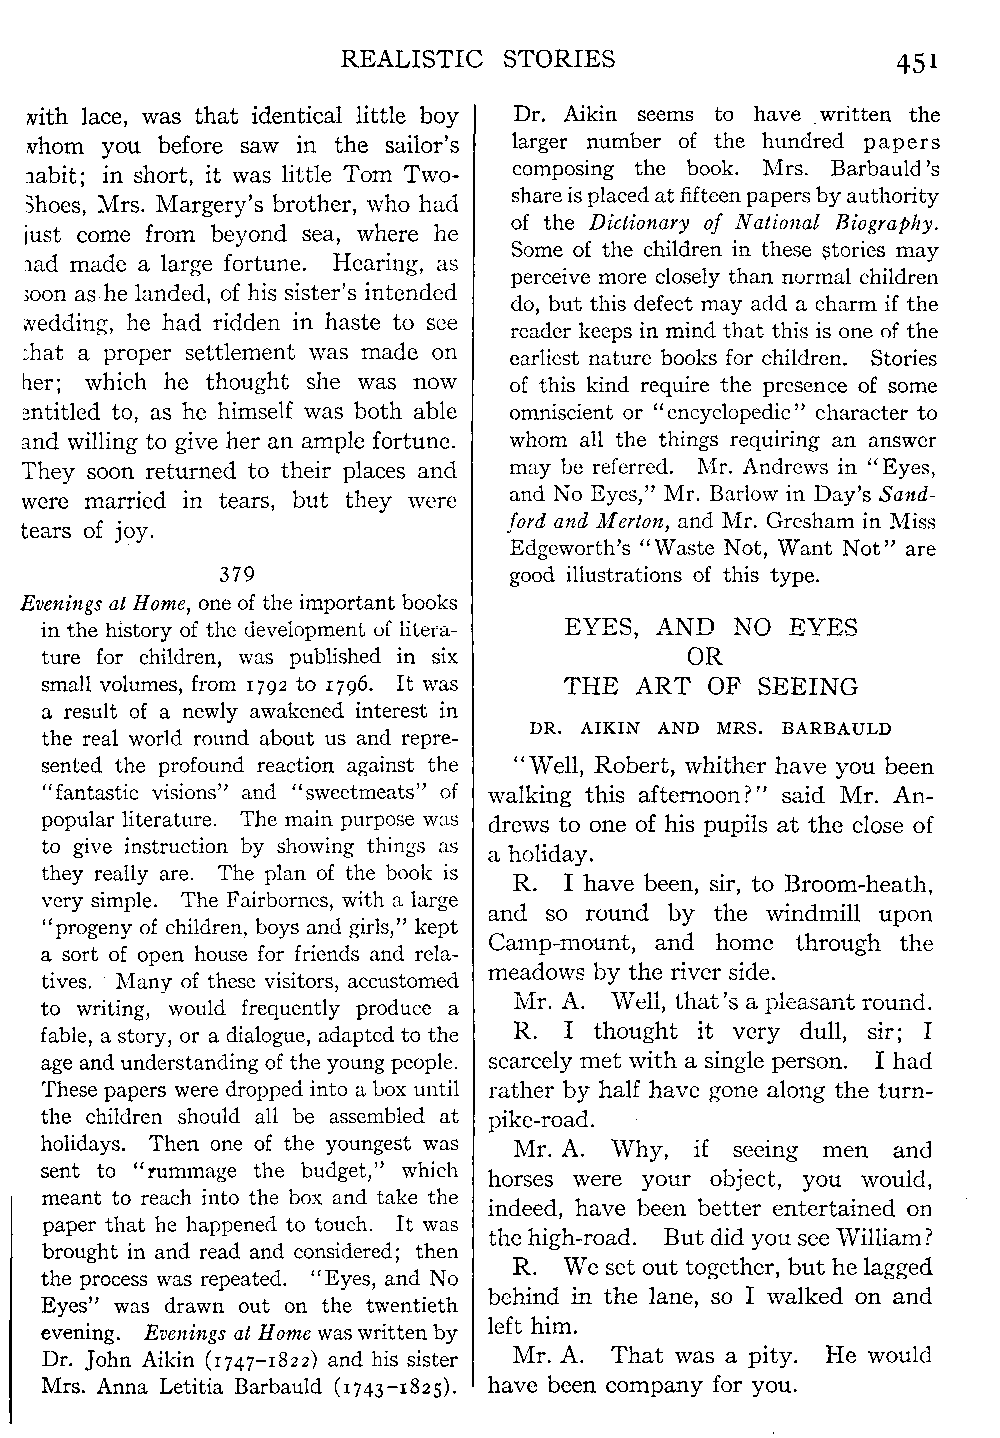 REALISTIC STORIES 451
with lace, was that identical little boy
whom you before saw in the sailor's
habit; in short, it was little Tom Two-
Shoes, Mrs. Margery's brother, who had
just come from beyond sea, where he
had made a large fortune. Hearing, as
soon as he landed, of his sister's intended
wedding, he had ridden in haste to see
that a proper settlement was made on
her; which he thought she was now
entitled to, as he himself was both able
and willing to give her an ample fortune.
They soon returned to their places and
were married in tears, but they were
tears of joy.
379
Evenings at Home, one of the important books
in the history of the development of litera-
ture for children, was published in six
small volumes, from 1792 to 1796. It was
a result of a newly awakened interest in
the real world round about us and repre-
sented the profound reaction against the
"fantastic visions" and "sweetmeats" of
popular literature. The main purpose was
to give instruction by showing things as
they really are. The plan of the book is
very simple. The Fairbornes, with a large
"progeny of children, boys and girls," kept
a sort of open house for friends and rela-
tives. Many of these visitors, accustomed
to writing, would frequently produce a
fable, a story, or a dialogue, adapted to the
age and understanding of the young people.
These papers were dropped into a box until
the children should all be assembled at
holidays. Then one of the youngest was
sent to "rummage the budget," which
meant to reach into the box and take the
paper that he happened to touch. It was
brought in and read and considered; then
the process was repeated. "Eyes, and No
Eyes" was drawn out on the twentieth
evening. Evenings at Home was written by
Dr. John Aikin (1747-1822) and his sister
Mrs. Anna Letitia Barbauld (1743-1825).
Dr. Aikin seems to have written the
larger number of the hundred papers
composing the book. Mrs. Barbauld's
share is placed at fifteen papers by authority
of the Dictionary of National Biography.
Some of the children in these stories may
perceive more closely than normal children
do, but this defect may add a charm if the
reader keeps in mind that this is one of the
earliest nature books for children. Stories
of this kind require the presence of some
omniscient or "encyclopedic" character to
whom all the things requiring an answer
may be referred. Mr. Andrews in "Eyes,
and No Eyes," Mr. Barlow in Day's Sand-
ford and Merton, and Mr. Gresham in Miss
Edgeworth's "Waste Not, Want Not" are
good illustrations of this type.
EYES, AND NO EYES
OR
THE ART OF SEEING
DR. AIKIN AND MRS. BARBAULD
"Well, Robert, whither have you been
walking this afternoon?" said Mr. An-
drews to one of his pupils at the close of
a holiday.
R. I have been, sir, to Broom-heath,
and so round by the windmill upon
Camp-mount, and home through the
meadows by the river side.
Mr. A. Well, that's a pleasant round.
R. I thought it very dull, sir; I
scarcely met with a single person. I had
rather by half have gone along the turn-
pike-road.
Mr. A. Why, if seeing men and
horses were your object, you would,
indeed, have been better entertained on
the high-road. But did you see William?
R. We set out together, but he lagged
behind in the lane, so I walked on and
left him.
Mr. A. That was a pity. He would
have been company for you.